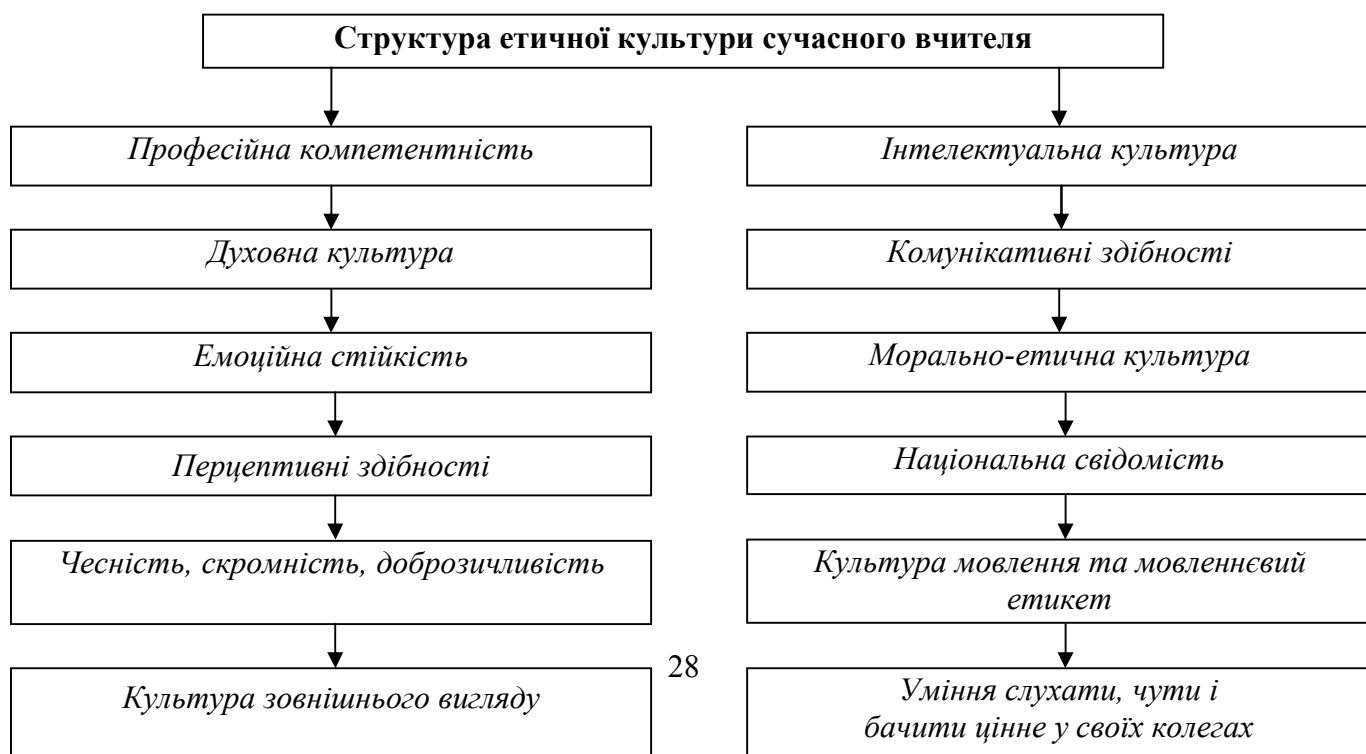 Структура етичної культури сучасного вчителя
Професійна компетентність
Інтелектуальна культура
Духовна культура
Комунікативні здібності
Емоційна стійкість
Морально-етична культура
Перцептивні здібності
Національна свідомість
Чесність, скромність, доброзичливість
Культура мовлення та мовленнєвий
етикет
28
Культура зовнішнього вигляду
Уміння слухати, чути і
бачити цінне у своїх колегах